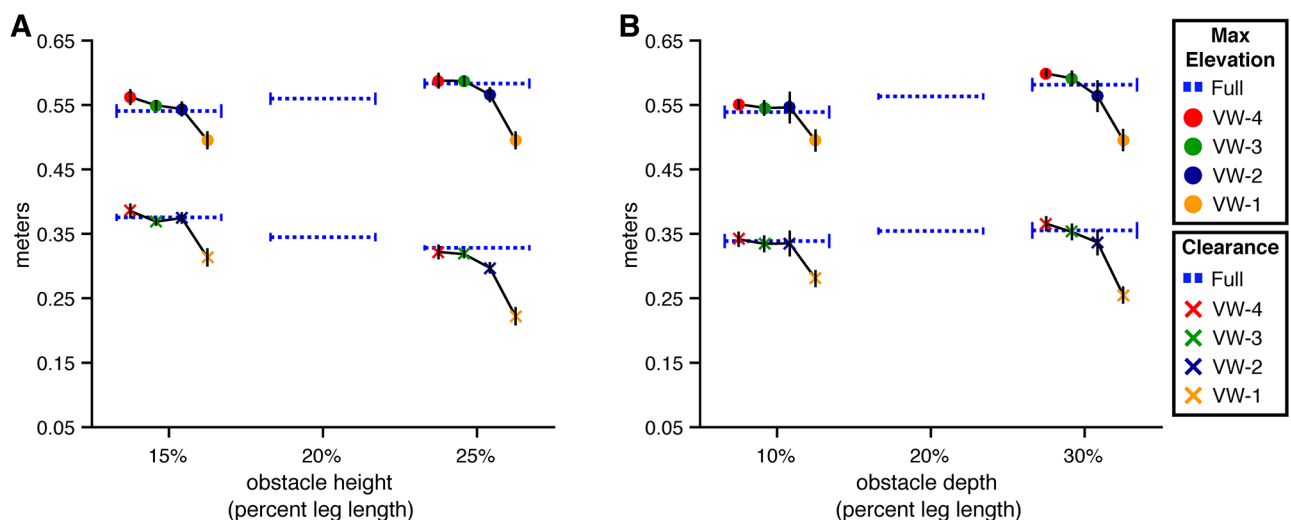 A
0.65
0.55
0.45
0.35
0.25
0.15
0.05
meters
15%
20%
25%
obstacle height
(percent leg length)
B
0.65
0.55
0.45
0.35
0.25
0.15
0.05
meters
10%
20%
30%
obstacle depth
(percent leg length)
Max
Elevation
Full
VW-4
VW-3
VW-2
VW-1
Clearance
Full
VW-4
VW-3
VW-2
VW-1